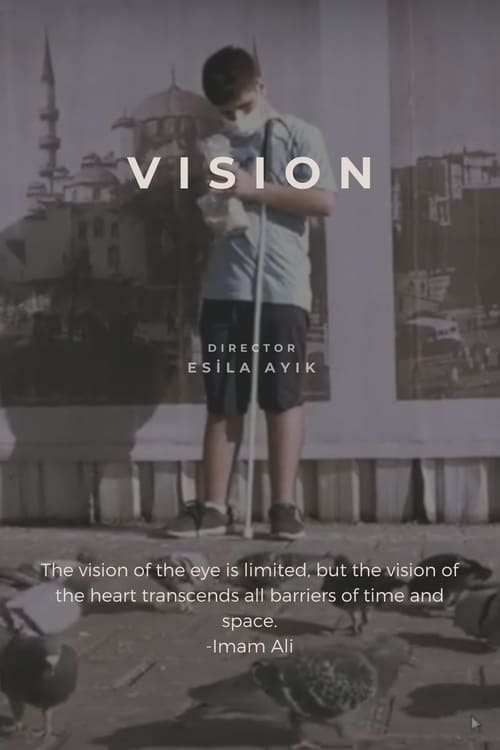 VISION
DIRECTOR
ESİLA AYIK
The vision of the eye is limited, but the vision of
the heart transcends all barriers of time and
space.
-Imam Ali